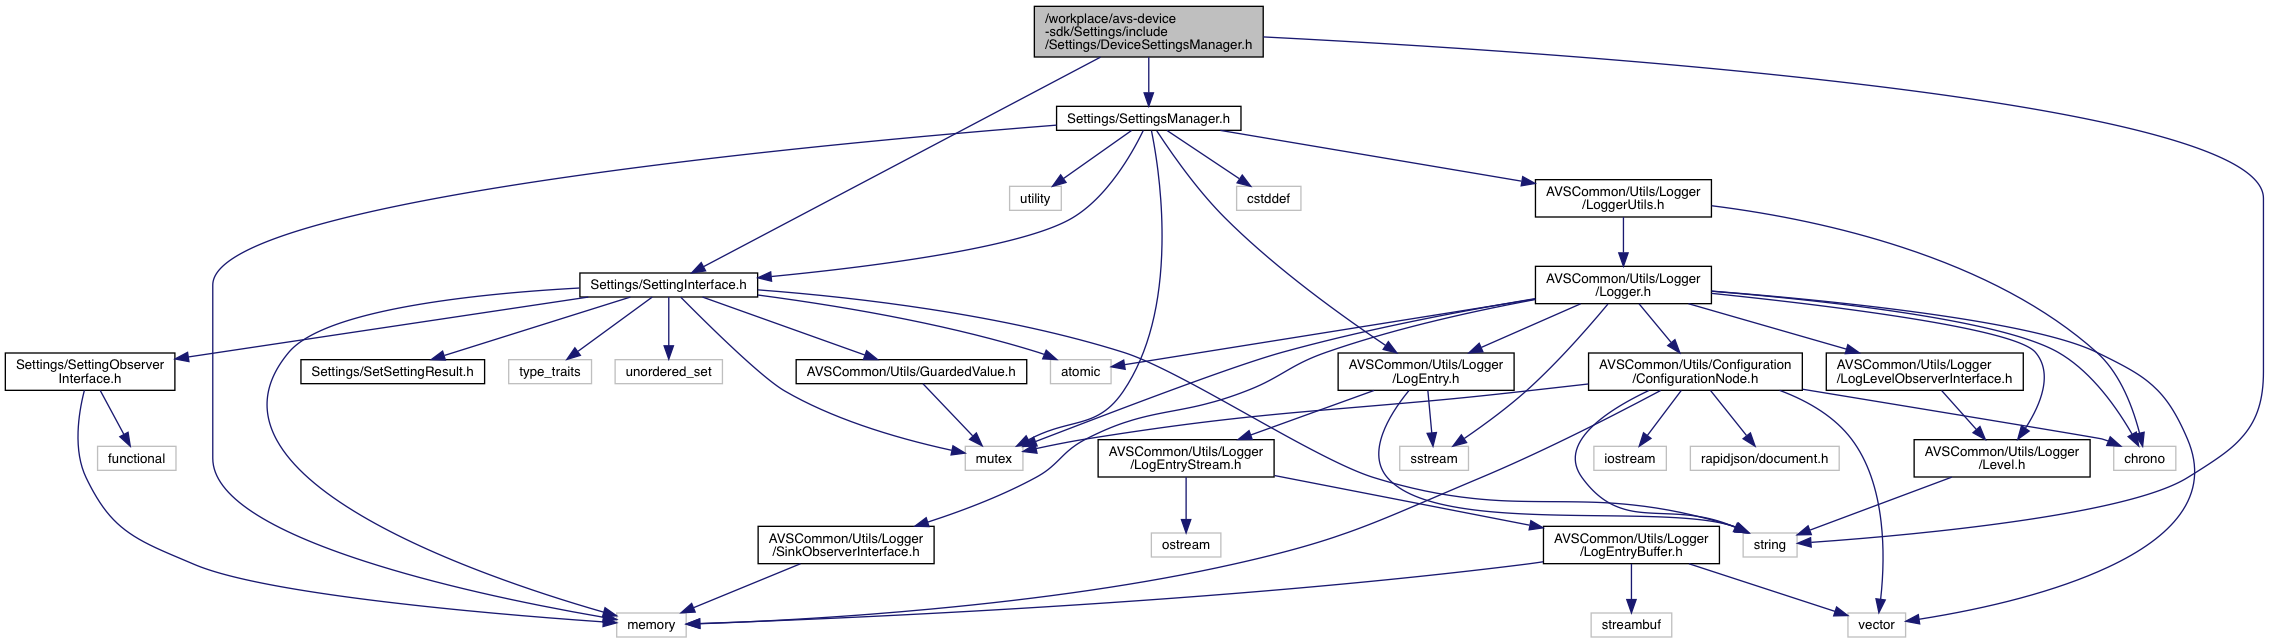 /workplace/avs-device
-sdk/Settings/include
/Settings/DeviceSettingsManager.h
Settings/SettingsManager.h
utility
cstddef
AVSCommon/Utils/Logger
/LoggerUtils.h
Settings/SettingInterface.h
AVSCommon/Utils/Logger
/Logger.h
Settings/SettingObserver
Interface.h
Settings/SetSettingResult.h
type_traits
unordered_set
AVSCommon/Utils/GuardedValue.h
atomic
AVSCommon/Utils/Logger
/LogEntry.h
AVSCommon/Utils/Configuration
/ConfigurationNode.h
AVSCommon/Utils/Logger
/LogLevelObserverInterface.h
functional
mutex
AVSCommon/Utils/Logger
/LogEntryStream.h
sstream
iostream
rapidjson/document.h
AVSCommon/Utils/Logger
/Level.h
chrono
AVSCommon/Utils/Logger
/SinkObserverInterface.h
ostream
AVSCommon/Utils/Logger
/LogEntryBuffer.h
string
memory
streambuf
vector